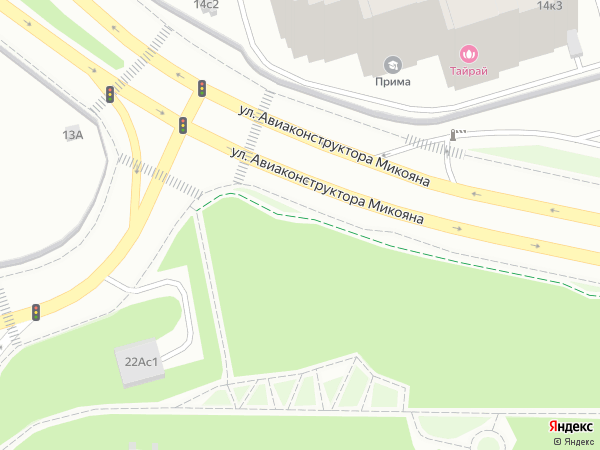 14с2
14к3
Прима
Тайрай
ул. Авиаконструктора Микояна
ул. Авиаконструктора Микояна
13А
22Ас1
Яндекс
© Яндекс